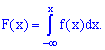 F(x) = ∫_{-∞}^{x} f(x)dx.